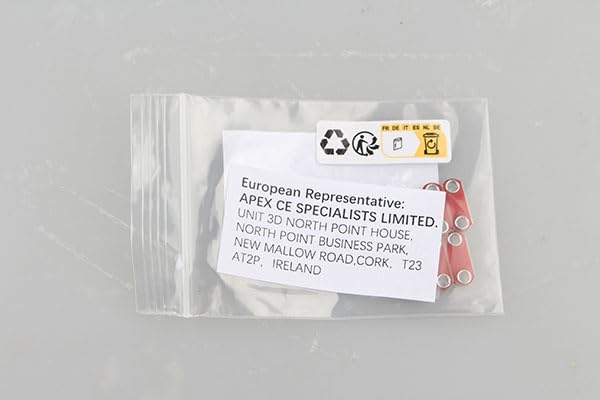 FR DE IT ES NL SE
European Representative:
APEX CE SPECIALISTS LIMITED.
UNIT 3D NORTH POINT HOUSE,
NORTH POINT BUSINESS PARK,
NEW MALLOW ROAD,CORK, T23
AT2P, IRELAND